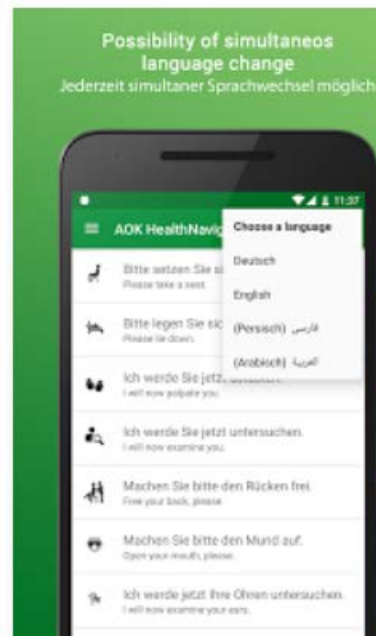 Possibility of simultaneos
language change
Jederzeit simultaner Sprachwechsel möglich
11:37
AOK HealthNavig
Choose a language
Deutsch
English
(Persisch) فارسی
(Arabisch) العربية
Bitte setzen Sie s
Please take a seat.
Bitte legen Sie sic
Please lie down.
Ich werde Sie jetzt
I will now palpate you.
Ich werde Sie jetzt untersuchen.
I will now examine you.
Machen Sie bitte den Rücken frei.
Free your back, please.
Machen Sie bitte den Mund auf.
Open your mouth, please.
Ich werde jetzt Ihre Ohren untersuchen.
I will now examine your ears.